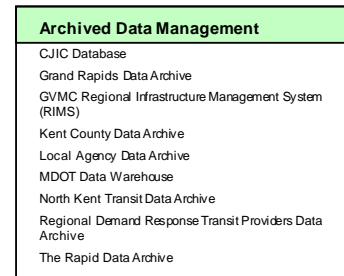 Archived Data Management
CJIC Database
Grand Rapids Data Archive
GVMC Regional Infrastructure Management System
(RIMS)
Kent County Data Archive
Local Agency Data Archive
MDOT Data Warehouse
North Kent Transit Data Archive
Regional Demand Response Transit Providers Data
Archive
The Rapid Data Archive